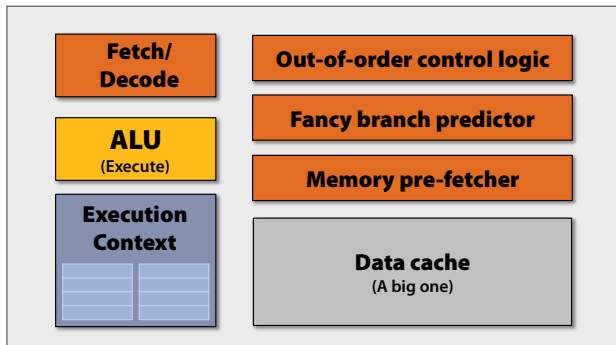 Fetch/
Decode
ALU
(Execute)
Execution
Context
Out-of-order control logic
Fancy branch predictor
Memory pre-fetcher
Data cache
(A big one)